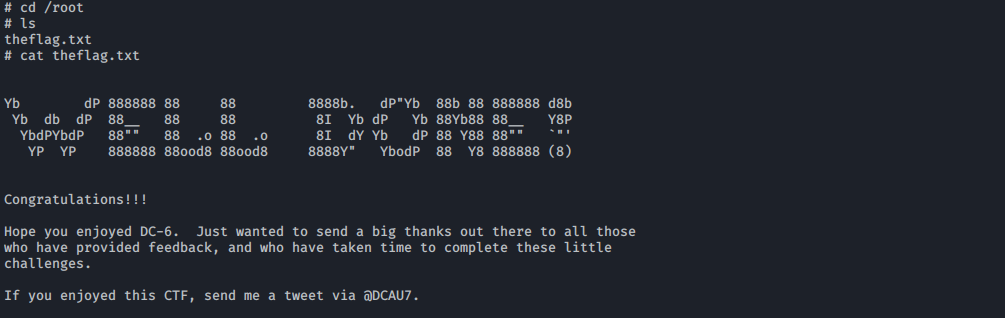 # cd /root
# ls
theflag.txt
# cat theflag.txt
Yb        dP 888888 88     88         8888b.   dP"Yb  88b 88 888888 d8b
 Yb  db  dP  88__   88     88          8I  Yb dP   Yb 88Yb88 88__   Y8P
  YbdPYbdP   88""   88  .o 88  .o      8I  dY Yb   dP 88 Y88 88""   `"'
   YP  YP    888888 88ood8 88ood8     8888Y"   YbodP  88  Y8 888888 (8)
Congratulations!!!
Hope you enjoyed DC-6.  Just wanted to send a big thanks out there to all those
who have provided feedback, and who have taken time to complete these little
challenges.
If you enjoyed this CTF, send me a tweet via @DCAU7.